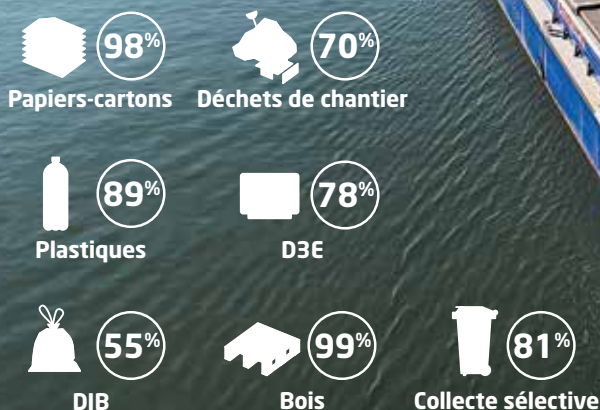 98%
70%
Papiers-cartons
Déchets de chantier
89%
78%
Plastiques
D3E
55%
99%
81%
DIB
Bois
Collecte sélective